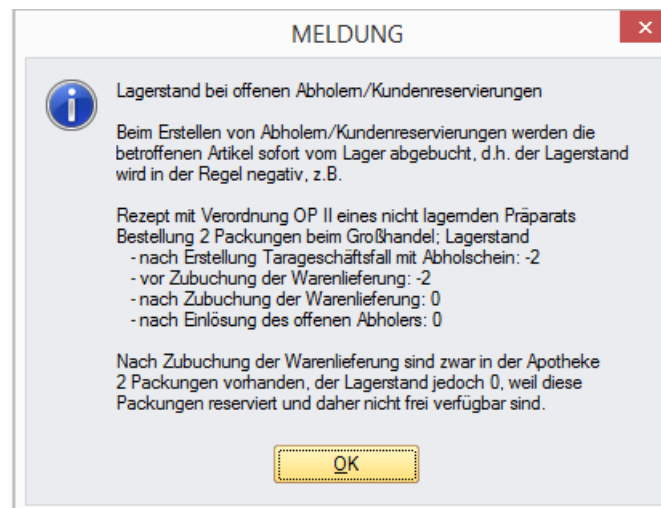 MELDUNG
Lagerstand bei offenen Abholern/Kundenreservierungen
Beim Erstellen von Abholern/Kundenreservierungen werden die
betroffenen Artikel sofort vom Lager abgebucht, d.h. der Lagerstand
wird in der Regel negativ, z.B.
Rezept mit Verordnung OP II eines nicht lagernden Präparats
Bestellung 2 Packungen beim Großhandel; Lagerstand
- nach Erstellung Tarageschäftsfall mit Abholschein: -2
- vor Zubuchung der Warenlieferung: -2
- nach Zubuchung der Warenlieferung: 0
- nach Einlösung des offenen Abholers: 0
Nach Zubuchung der Warenlieferung sind zwar in der Apotheke
2 Packungen vorhanden, der Lagerstand jedoch 0, weil diese
Packungen reserviert und daher nicht frei verfügbar sind.
OK